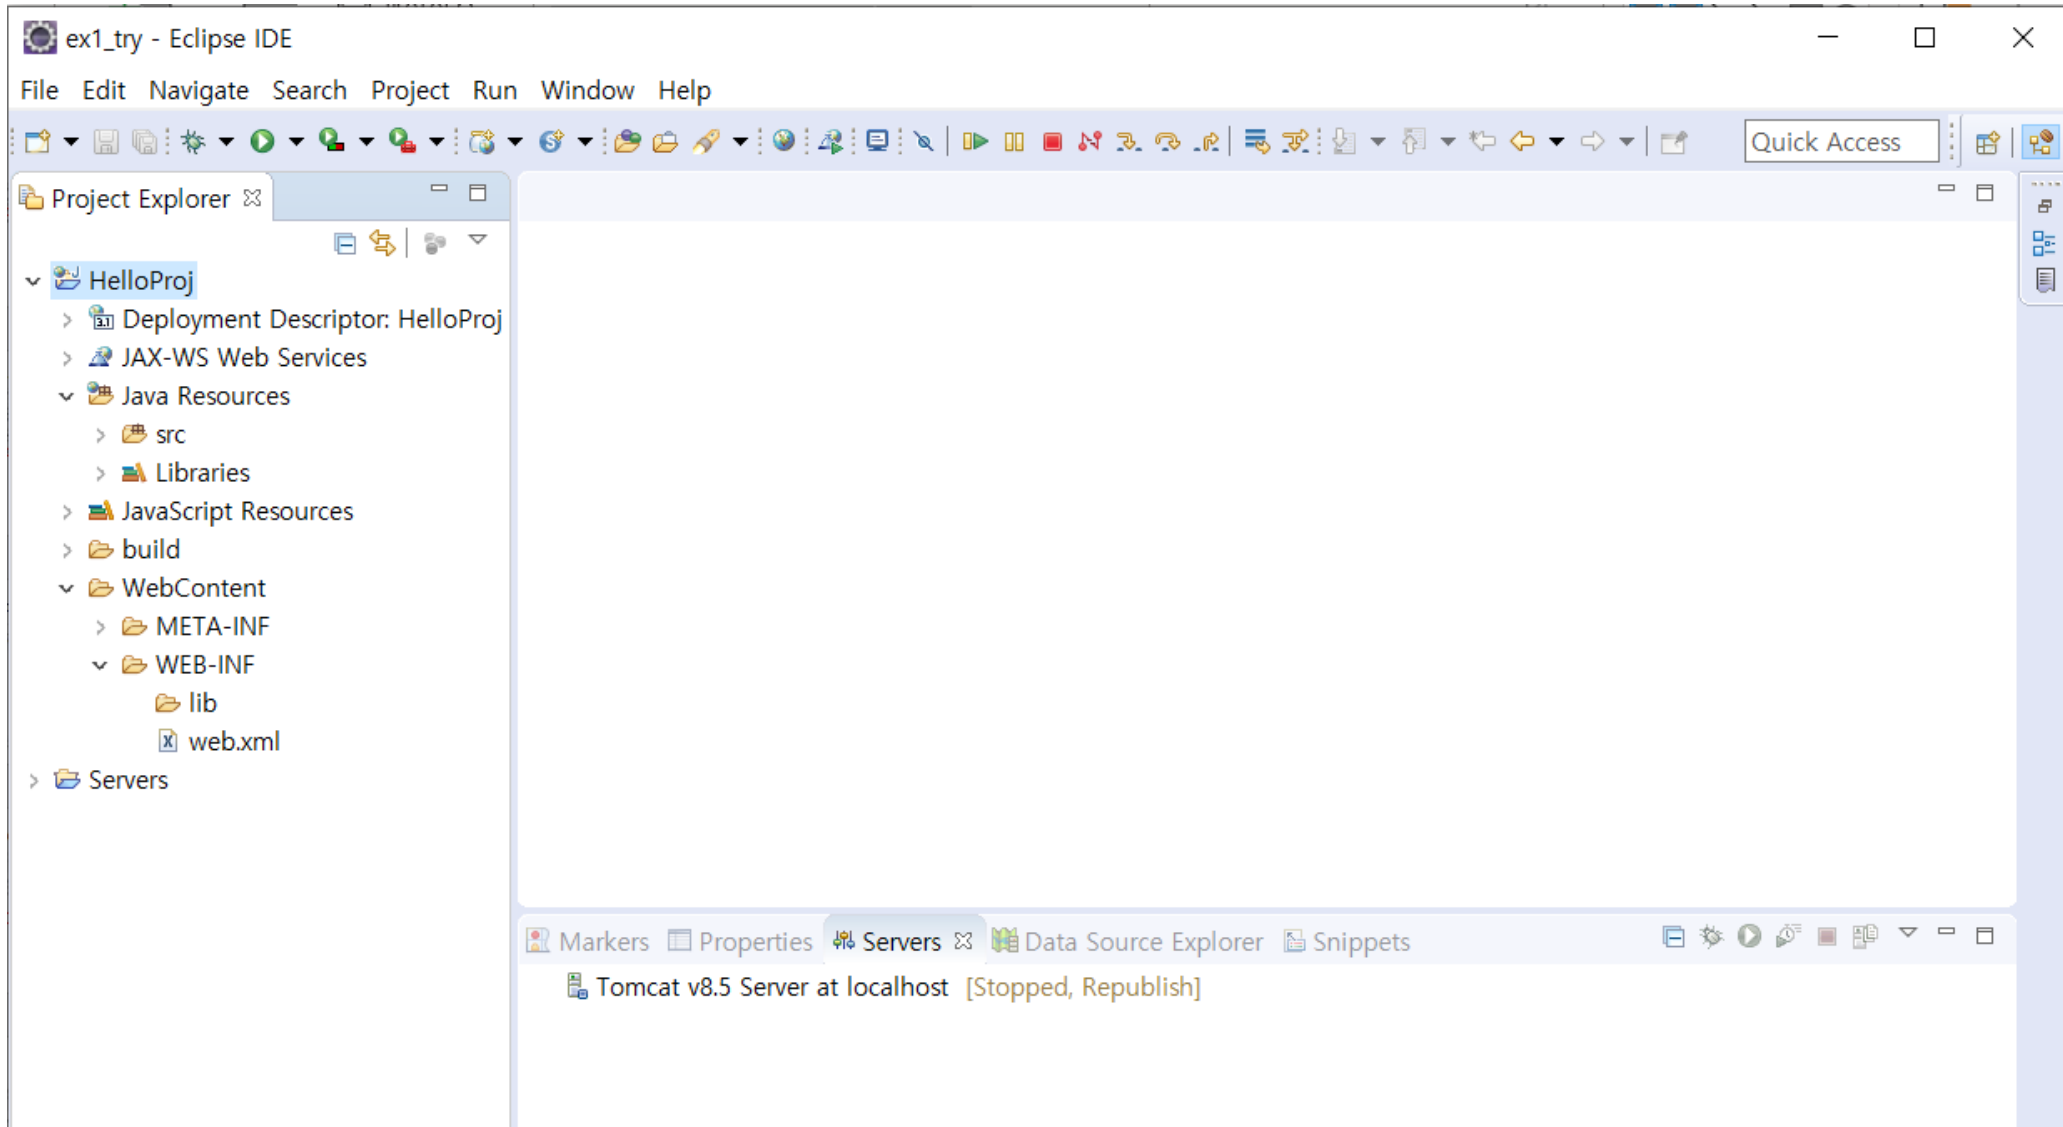 ex1_try - Eclipse IDE
File Edit Navigate Search Project Run Window Help
Quick Access
Project Explorer
HelloProj
3.1 Deployment Descriptor: HelloProj
JAX-WS Web Services
Java Resources
src
Libraries
JavaScript Resources
build
WebContent
META-INF
WEB-INF
lib
web.xml
Servers
Markers Properties Servers Data Source Explorer Snippets
Tomcat v8.5 Server at localhost [Stopped, Republish]